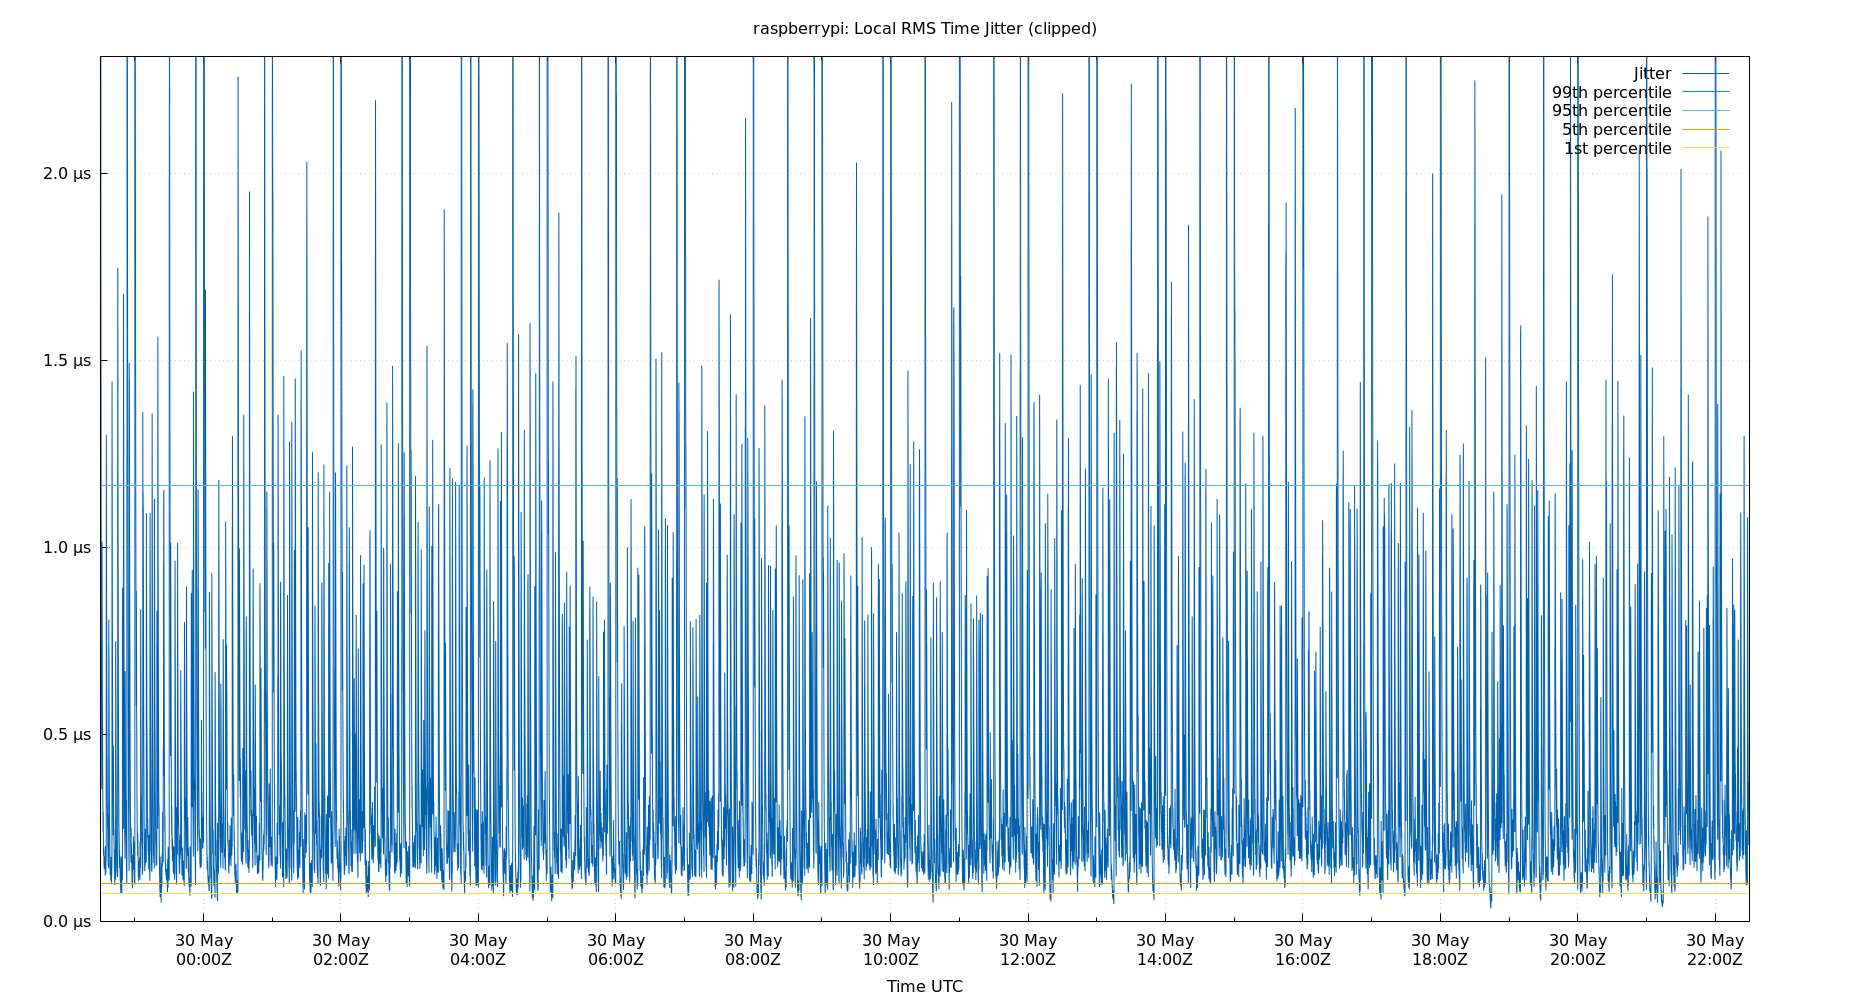 raspberrypi: Local RMS Time Jitter (clipped)
Jitter
99th percentile
95th percentile
5th percentile
1st percentile
2.0 µs
1.5 µs
1.0 µs
0.5 µs
0.0 µs
30 May 30 May 30 May 30 May 30 May 30 May 30 May 30 May 30 May 30 May 30 May 30 May
00:00Z 02:00Z 04:00Z 06:00Z 08:00Z 10:00Z 12:00Z 14:00Z 16:00Z 18:00Z 20:00Z 22:00Z
Time UTC